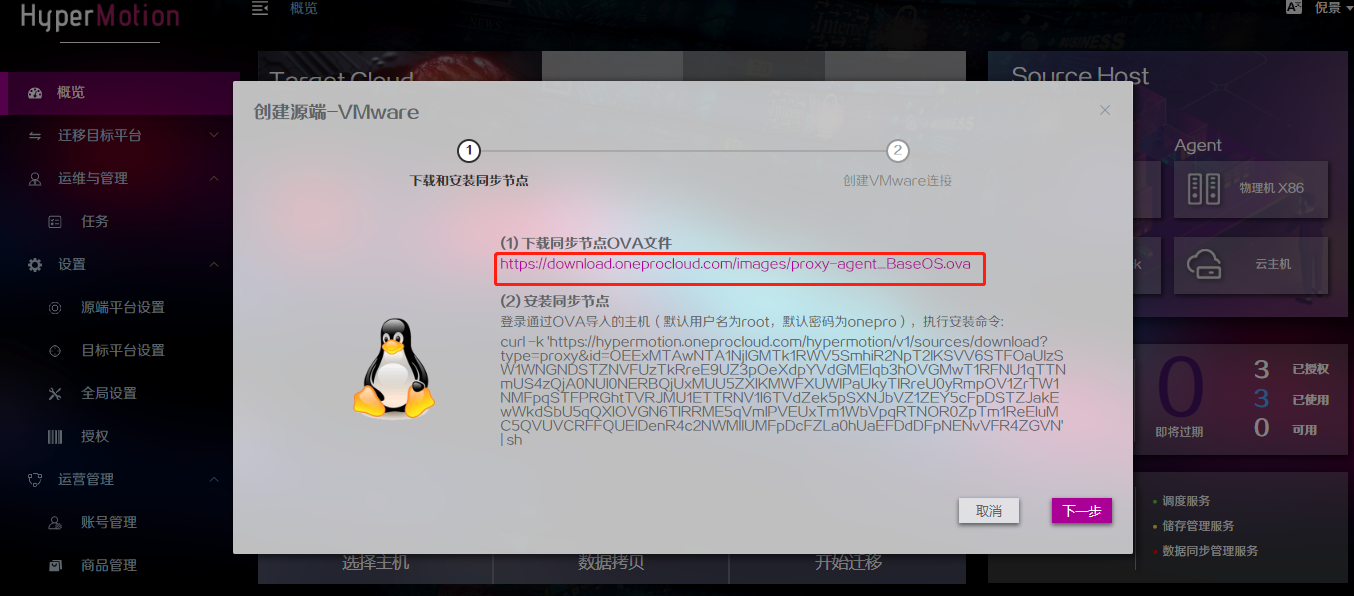 HyperMotion
概览
倪景
概览
迁移目标平台
运维与管理
任务
设置
源端平台设置
目标平台设置
全局设置
授权
运营管理
账号管理
商品管理
Target Cloud
Source Host
Agent
物理机 X86
云主机
创建源端-VMware
1
2
下载和安装同步节点
创建VMware连接
(1) 下载同步节点OVA文件
https://download.oneprocloud.com/images/proxy-agent_BaseOS.ova
(2) 安装同步节点
登录通过OVA导入的主机（默认用户名为root，默认密码为onepro），执行安装命令:
curl -k 'https://hypermotion.oneprocloud.com/hypermotion/v1/sources/download?
| sh
取消
下一步
0
即将过期
3 已授权
3 已使用
0 可用
调度服务
储存管理服务
数据同步管理服务
选择主机
数据拷贝
开始迁移